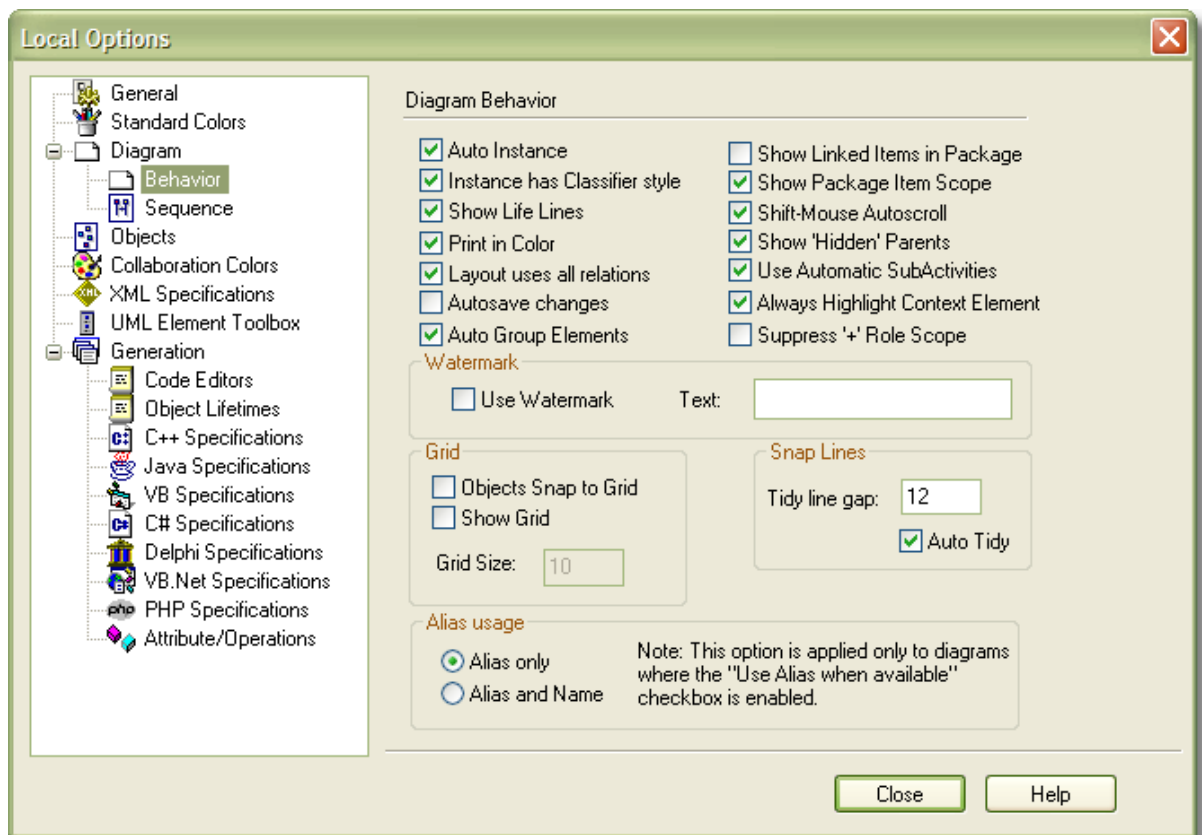 Local Options
General
Standard Colors
Diagram
Behavior
Sequence
Objects
Collaboration Colors
XML Specifications
UML Element Toolbox
Generation
Code Editors
Object Lifetimes
C++ Specifications
Java Specifications
VB Specifications
C# Specifications
Delphi Specifications
VB.Net Specifications
php PHP Specifications
Attribute/Operations
Diagram Behavior
Auto Instance
Instance has Classifier style
Show Life Lines
Print in Color
Layout uses all relations
Autosave changes
Auto Group Elements
Show Linked Items in Package
Show Package Item Scope
Shift-Mouse Autoscroll
Show 'Hidden' Parents
Use Automatic SubActivities
Always Highlight Context Element
Suppress '+' Role Scope
Watermark
Use Watermark Text:
Grid
Objects Snap to Grid
Show Grid
Grid Size: 10
Snap Lines
Tidy line gap: 12
Auto Tidy
Alias usage
Alias only
Alias and Name
Note: This option is applied only to diagrams
where the "Use Alias when available"
checkbox is enabled.
Close Help